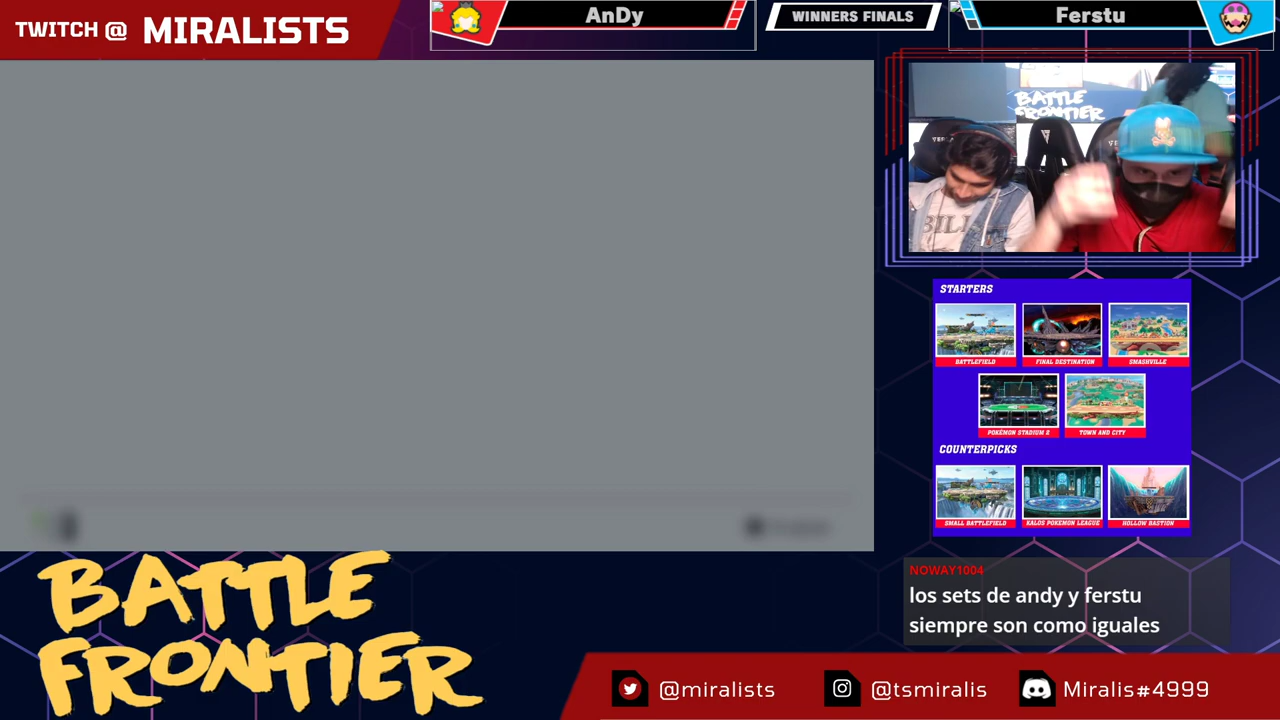 TWITCH @ MIRALISTS
AnDy
WINNERS FINALS
Ferstu
BATTLE
FRONTIER
STARTERS
BATTLEFIELD
FINAL DESTINATION
SMASHVILLE
POKÉMON STADIUM 2
TOWN AND CITY
COUNTERPICKS
SMALL BATTLEFIELD
KALOS POKEMON LEAGUE
HOLLOW BASTION
NOWAY1004
los sets de andy y ferstu
siempre son como iguales
BATTLE
FRONTIER
@miralists
@tsmiralis
Miralis#4999